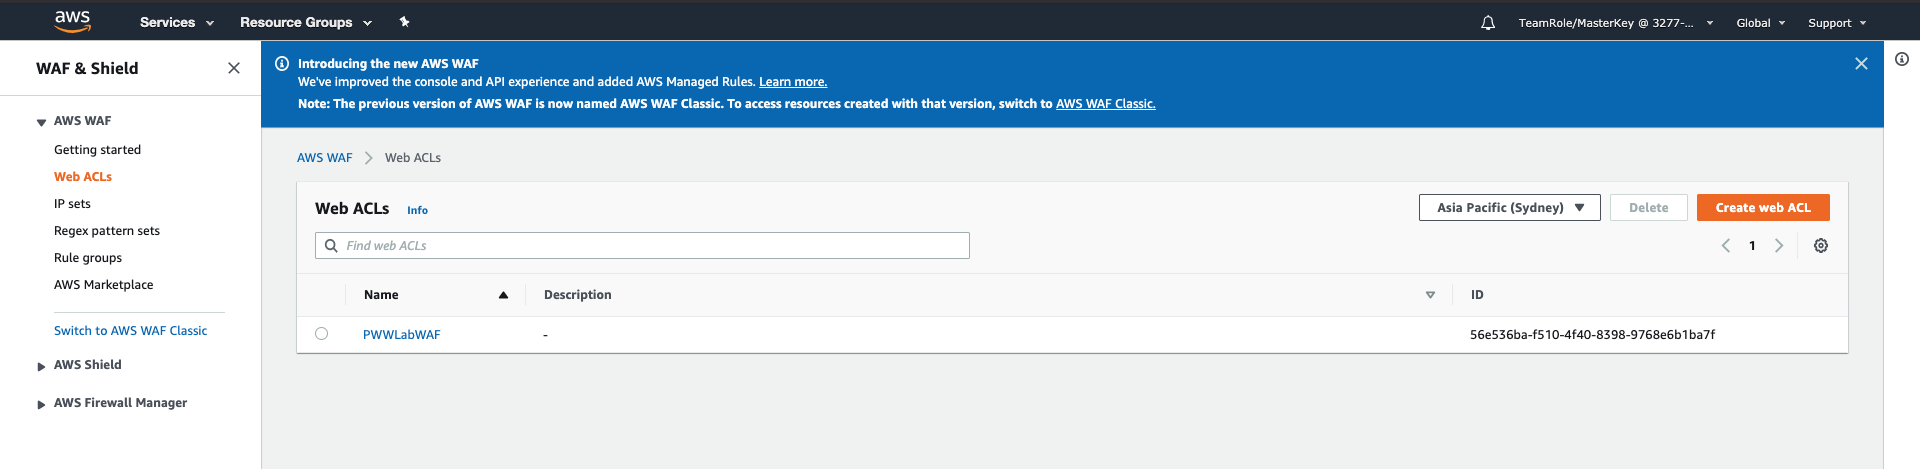 aws
Services
Resource Groups
TeamRole/MasterKey @ 3277-...
Global
Support
WAF & Shield
AWS WAF
Getting started
Web ACLs
IP sets
Regex pattern sets
Rule groups
AWS Marketplace
Switch to AWS WAF Classic
AWS Shield
AWS Firewall Manager
Introducing the new AWS WAF
We've improved the console and API experience and added AWS Managed Rules. Learn more.
Note: The previous version of AWS WAF is now named AWS WAF Classic. To access resources created with that version, switch to AWS WAF Classic.
AWS WAF > Web ACLs
Web ACLs Info
Asia Pacific (Sydney)
Delete
Create web ACL
Find web ACLs
1
Name Description ID
PWWLabWAF - 56e536ba-f510-4f40-8398-9768e6b1ba7f